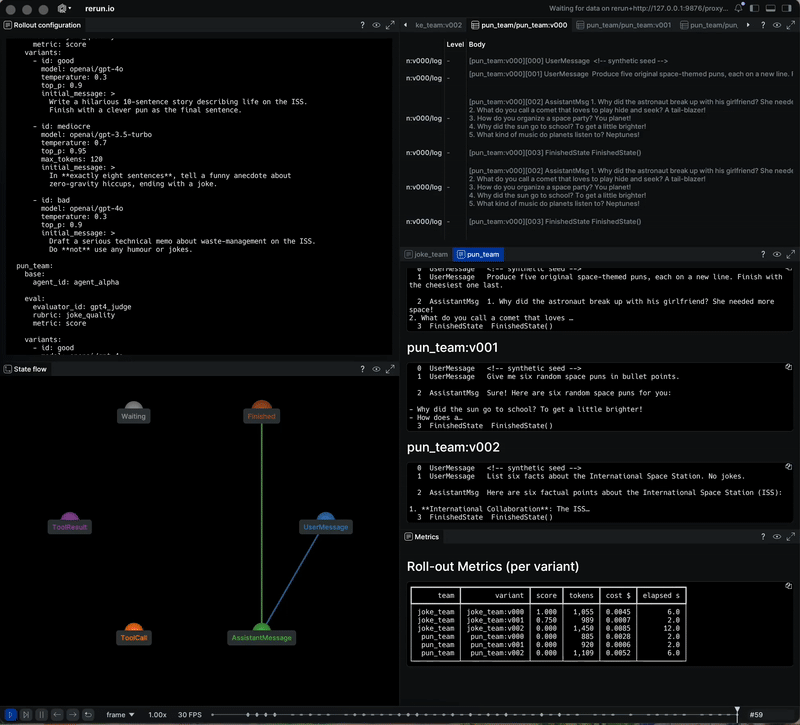 rerun.io
Waiting for data on rerun+http://127.0.0.1:9876/proxy...
Rollout configuration
?
metric: score
variants:
- id: good
model: openai/gpt-4o
temperature: 0.3
top_p: 0.9
initial_message: >
Write a hilarious 10-sentence story describing life on the ISS.
Finish with a clever pun as the final sentence.
- id: mediocre
model: openai/gpt-3.5-turbo
temperature: 0.7
top_p: 0.95
max_tokens: 120
initial_message: >
In **exactly eight sentences**, tell a funny anecdote about
zero-gravity hiccups, ending with a joke.
- id: bad
model: openai/gpt-4o
temperature: 0.3
top_p: 0.9
initial_message: >
Draft a serious technical memo about waste-management on the ISS.
Do **not** use any humour or jokes.
pun_team:
base:
agent_id: agent_alpha
eval:
evaluator_id: gpt4_judge
rubric: joke_quality
metric: score
variants:
- id: good
State flow
?
Waiting
Finished
ToolResult
UserMessage
ToolCall
AssistantMessage
ke_team:v002
pun_team/pun_team:v000
pun_team/pun_team:v001
pun_team/pun_
?
Level Body
n:v000/log - [pun_team:v000][000] UserMessage <!-- synthetic seed -->
n:v000/log - [pun_team:v000][001] UserMessage Produce five original space-themed puns, each on a new line. F
[pun_team:v000][002] AssistantMsg 1. Why did the astronaut break up with his girlfriend? She neede
2. What do you call a comet that loves to play hide and seek? A tail-blazer!
n:v000/log - 3. How do you organize a space party? You planet!
4. Why did the sun go to school? To get a little brighter!
5. What kind of music do planets listen to? Neptunes!
n:v000/log - [pun_team:v000][003] FinishedState FinishedState()
[pun_team:v000][002] AssistantMsg 1. Why did the astronaut break up with his girlfriend? She neede
2. What do you call a comet that loves to play hide and seek? A tail-blazer!
n:v000/log - 3. How do you organize a space party? You planet!
4. Why did the sun go to school? To get a little brighter!
5. What kind of music do planets listen to? Neptunes!
n:v000/log - [pun_team:v000][003] FinishedState FinishedState()
joke_team
pun_team
?
0 UserMessage <!-- synthetic seed -->
1 UserMessage Produce five original space-themed puns, each on a new line. Finish with
the cheesiest one last.
2 AssistantMsg 1. Why did the astronaut break up with his girlfriend? She needed more
space!
2. What do you call a comet that loves …
3 FinishedState FinishedState()
pun_team:v001
0 UserMessage <!-- synthetic seed -->
1 UserMessage Give me six random space puns in bullet points.
2 AssistantMsg Sure! Here are six random space puns for you:
- Why did the sun go to school? To get a little brighter!
- How does a…
3 FinishedState FinishedState()
pun_team:v002
0 UserMessage <!-- synthetic seed -->
1 UserMessage List six facts about the International Space Station. No jokes.
2 AssistantMsg Here are six factual points about the International Space Station (ISS):
1. **International Collaboration**: The ISS…
3 FinishedState FinishedState()
Metrics
?
Roll-out Metrics (per variant)
team variant score tokens cost $ elapsed s
joke_team joke_team:v000 1.000 1,055 0.0045 6.0
joke_team joke_team:v001 0.750 989 0.0007 2.0
joke_team joke_team:v002 0.000 1,450 0.0085 12.0
pun_team pun_team:v000 0.000 885 0.0028 2.0
pun_team pun_team:v001 0.000 920 0.0006 2.0
pun_team pun_team:v002 0.000 1,109 0.0052 6.0
frame 1.00x 30 FPS
#59